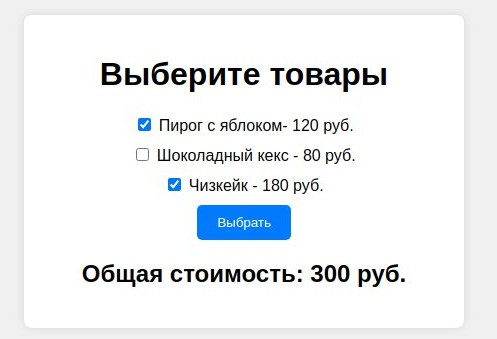 Выберите товары
Пирог с яблоком- 120 руб.
Шоколадный кекс - 80 руб.
Чизкейк - 180 руб.
Выбрать
Общая стоимость: 300 руб.